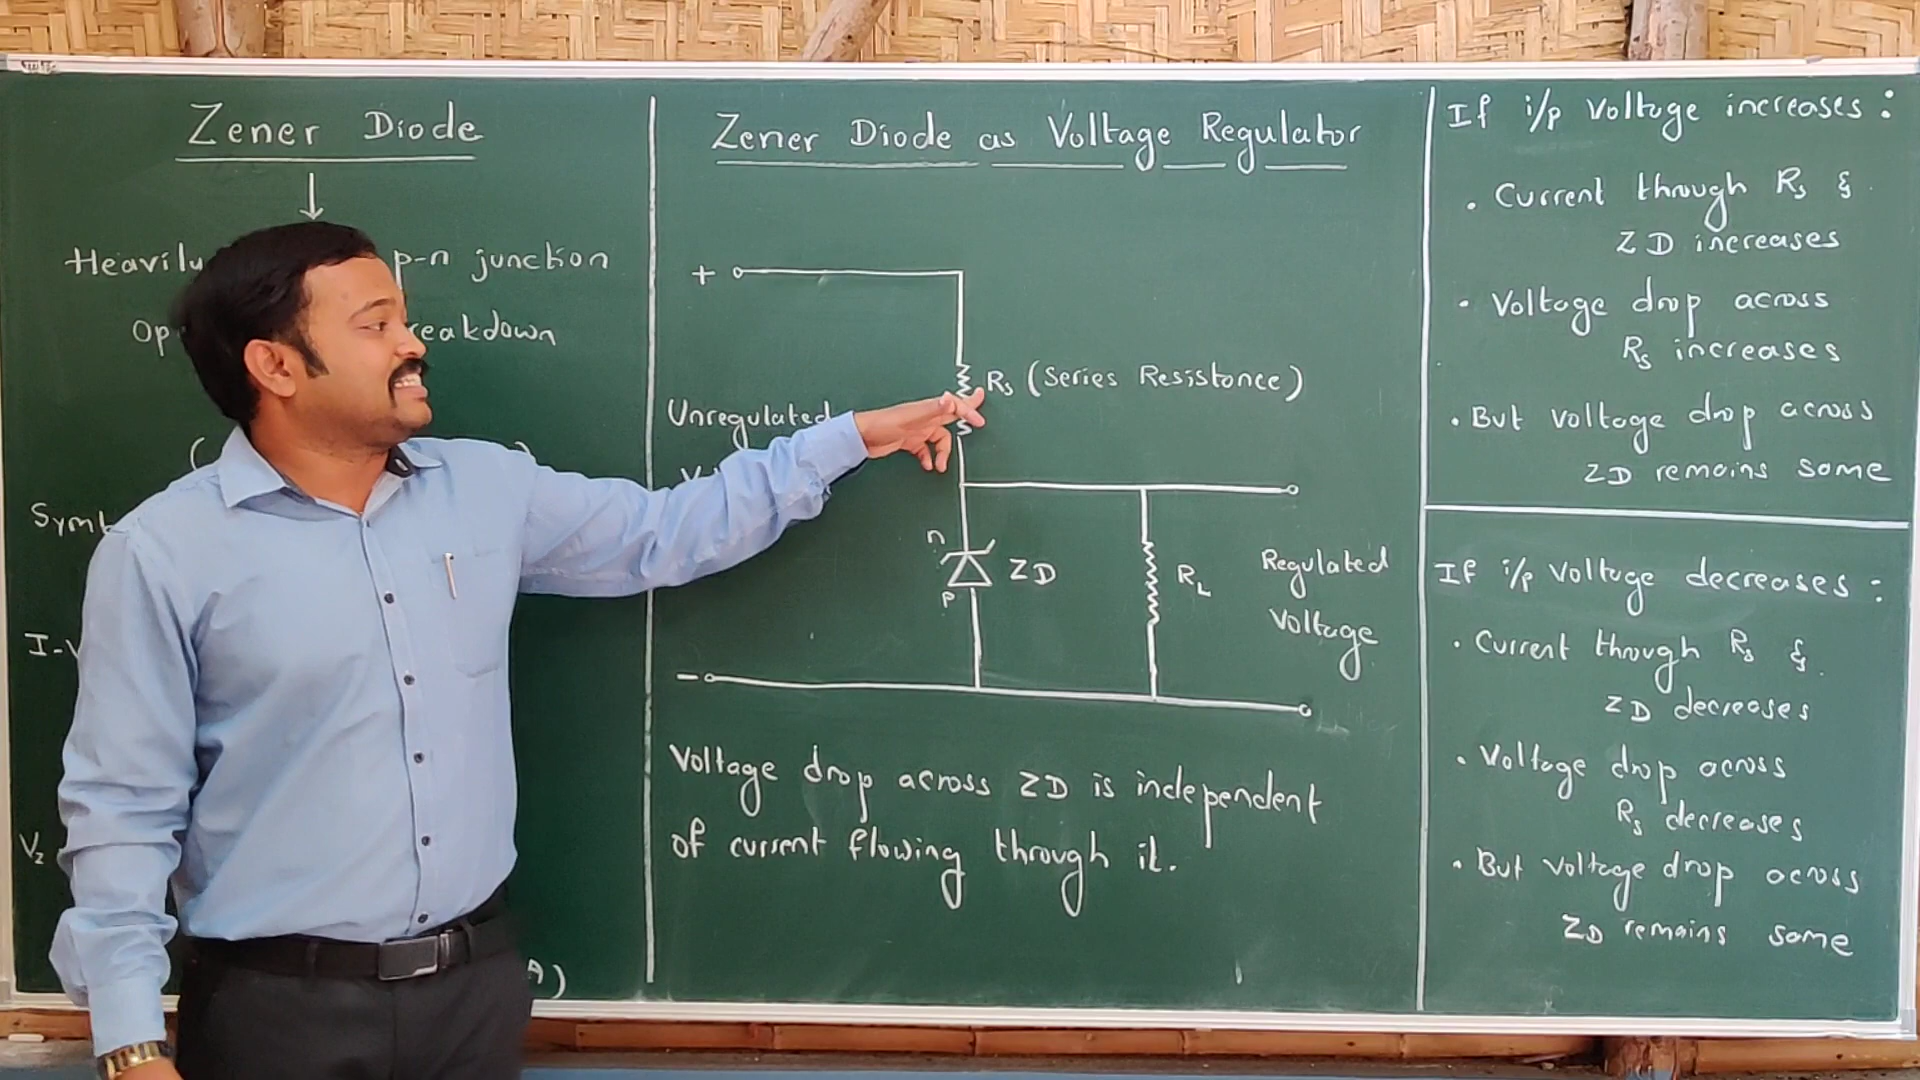 Zener Diode
Heavily p-n junction
Symb
I-V
Vz
A)
Zener Diode as Voltage Regulator
+
Rs (Series Resistance)
Unregulated
n
ZD
P
RL
Regulated
Voltage
−
Voltage drop across ZD is independent
of current flowing through it.
If i/p Voltage increases :
• Current through Rs &
ZD increases
• Voltage drop across
Rs increases
• But voltage drop across
ZD remains same
If i/p Voltage decreases :
• Current through Rs &
ZD decreases
• Voltage drop across
Rs decreases
• But voltage drop across
ZD remains same